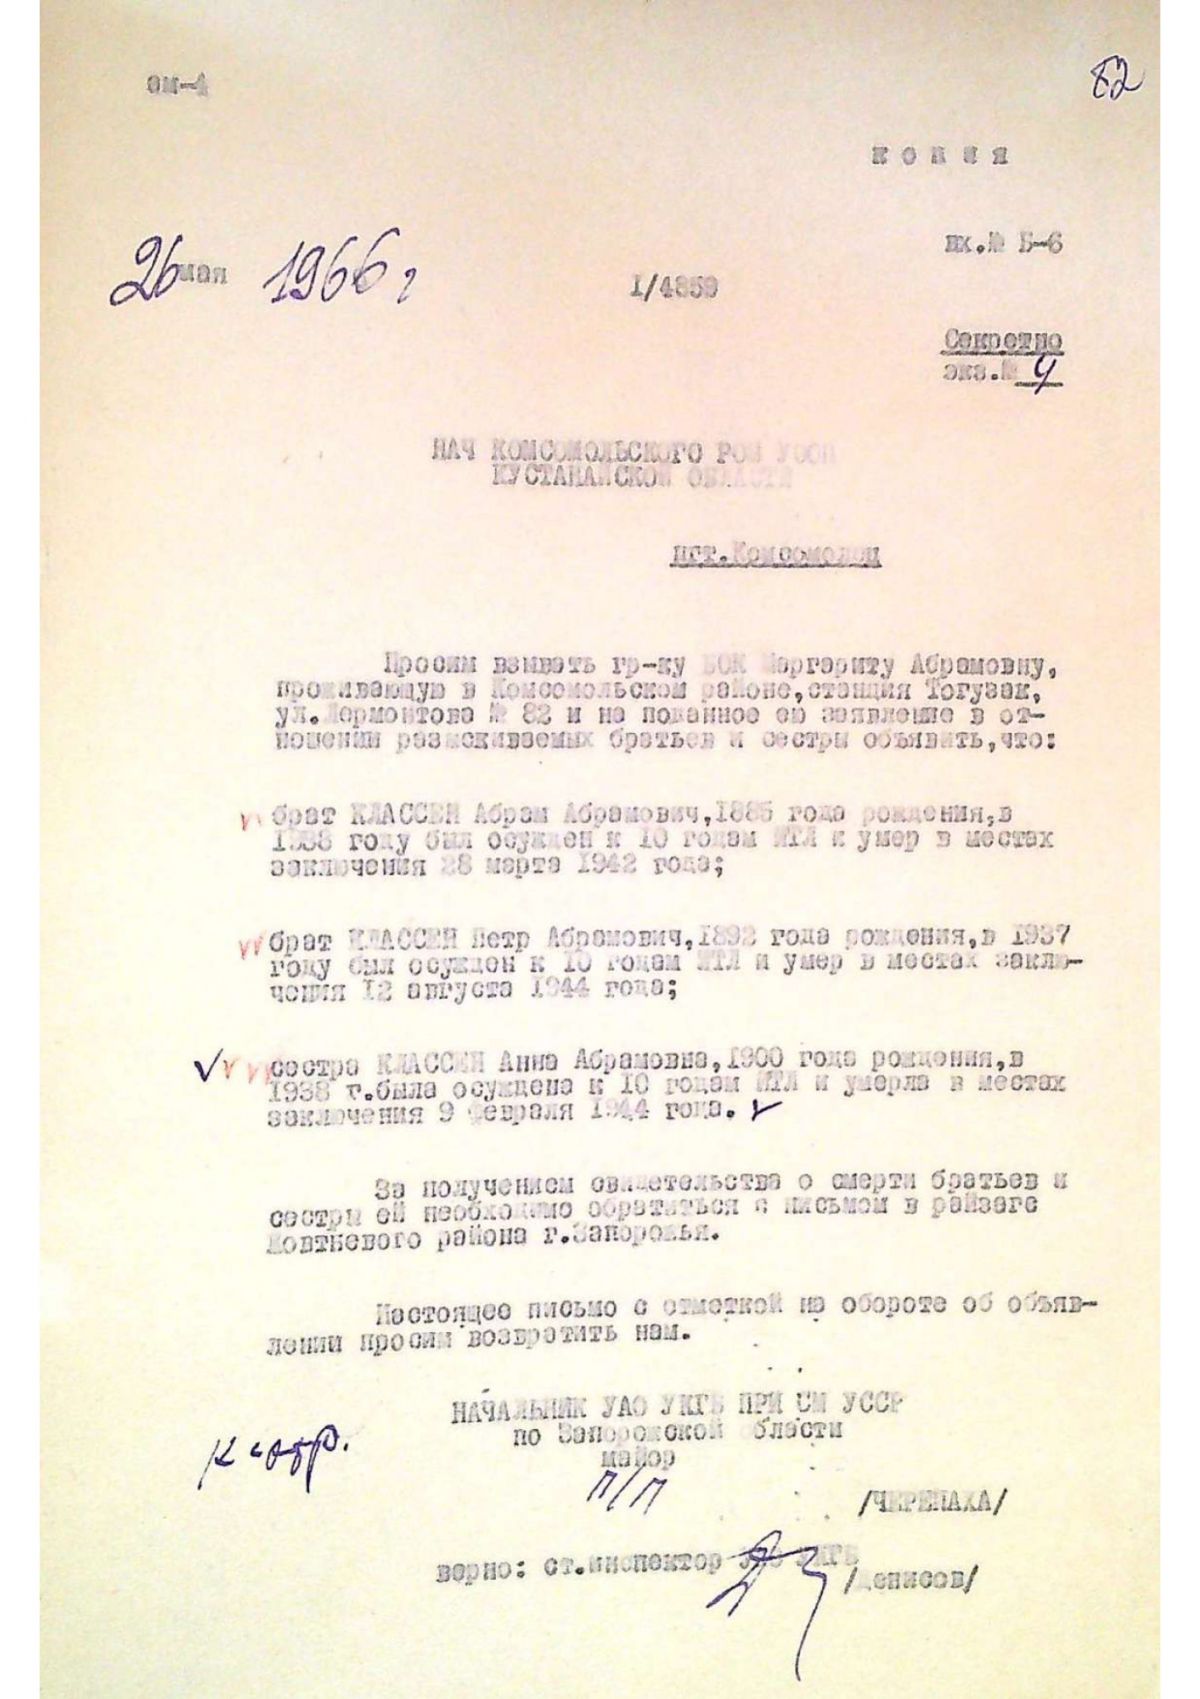 эм-4
82
к о п и я
26 мая 1966 г
вх.№ Б-6
1/4859
Секретно
экз.№ 4
НАЧ КОМСОМОЛЬСКОГО РОМ УООП
КУСТАНАЙСКОЙ ОБЛАСТИ
пгт.Комсомолец
Просим вызвать гр-ку БОК Маргариту Абрамовну,
проживающую в Комсомольском районе,станция Тогузак,
ул.Лермонтова № 82 и на поданное ею заявление в от-
ношении разыскиваемых братьев и сестры объявить,что:
брат КЛАССЕН Абрам Абрамович,1885 года рождения,в
1938 году был осужден к 10 годам ИТЛ и умер в местах
заключения 28 марта 1942 года;
брат КЛАССЕН Петр Абрамович,1892 года рождения,в 1937
году был осужден к 10 годам ИТЛ и умер в местах заклю-
чения 12 августа 1944 года;
сестра КЛАССЕН Анна Абрамовна,1900 года рождения,в
1938 г.была осуждена к 10 годам ИТЛ и умерла в местах
заключения 9 февраля 1944 года.
За получением свидетельства о смерти братьев и
сестры ей необходимо обратиться с письмом в райзагс
Жовтневого района г.Запорожья.
Настоящее письмо с отметкой на обороте об объяв-
лении просим возвратить нам.
НАЧАЛЬНИК УАО УКГБ ПРИ СМ УССР
по Запорожской области
майор
п/п
/ЧЕРЕПАХА/
верно: ст.инспектор УАО УКГБ
/Денисов/